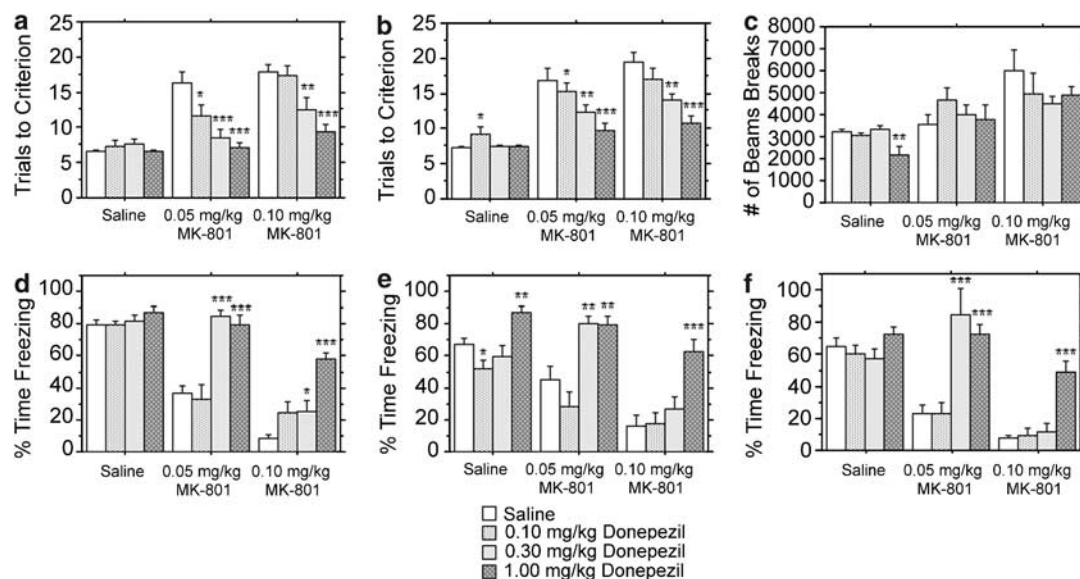 a
Trials to Criterion
25
20
15
10
5
0
* *** *** ** ***
Saline 0.05 mg/kg MK-801 0.10 mg/kg MK-801
b
Trials to Criterion
25
20
15
10
5
0
* * ** *** ** ***
Saline 0.05 mg/kg MK-801 0.10 mg/kg MK-801
c
# of Beams Breaks
8000
7000
6000
5000
4000
3000
2000
1000
0
**
Saline 0.05 mg/kg MK-801 0.10 mg/kg MK-801
d
% Time Freezing
100
80
60
40
20
0
*** *** * ***
Saline 0.05 mg/kg MK-801 0.10 mg/kg MK-801
e
% Time Freezing
100
80
60
40
20
0
* ** ** ** ***
Saline 0.05 mg/kg MK-801 0.10 mg/kg MK-801
f
% Time Freezing
100
80
60
40
20
0
*** *** ***
Saline 0.05 mg/kg MK-801 0.10 mg/kg MK-801
Saline
0.10 mg/kg Donepezil
0.30 mg/kg Donepezil
1.00 mg/kg Donepezil